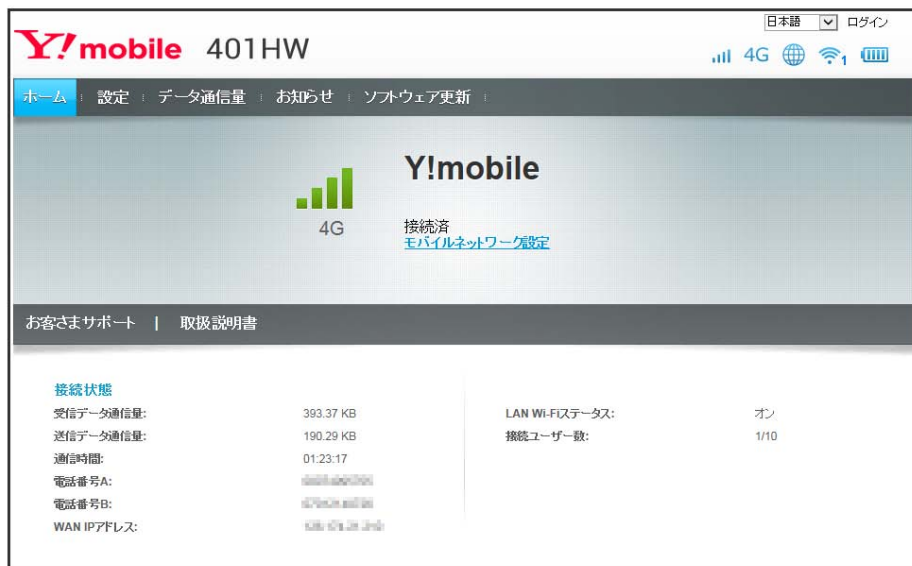 日本語 ログイン
Y!mobile 401HW
4G 1
ホーム 設定 データ通信量 お知らせ ソフトウェア更新
Y!mobile
4G
接続済
モバイルネットワーク設定
お客さまサポート | 取扱説明書
接続状態
受信データ通信量: 393.37 KB
送信データ通信量: 190.29 KB
通信時間: 01:23:17
電話番号A:
電話番号B:
WAN IPアドレス:
LAN Wi-Fiステータス: オン
接続ユーザー数: 1/10